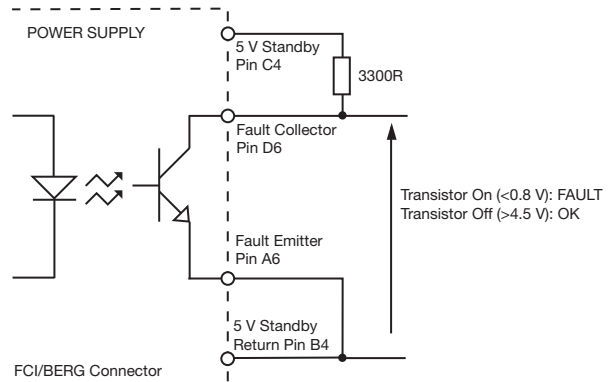 POWER SUPPLY
5 V Standby
Pin C4
3300R
Fault Collector
Pin D6
Transistor On (<0.8 V): FAULT
Transistor Off (>4.5 V): OK
Fault Emitter
Pin A6
5 V Standby
Return Pin B4
FCI/BERG Connector